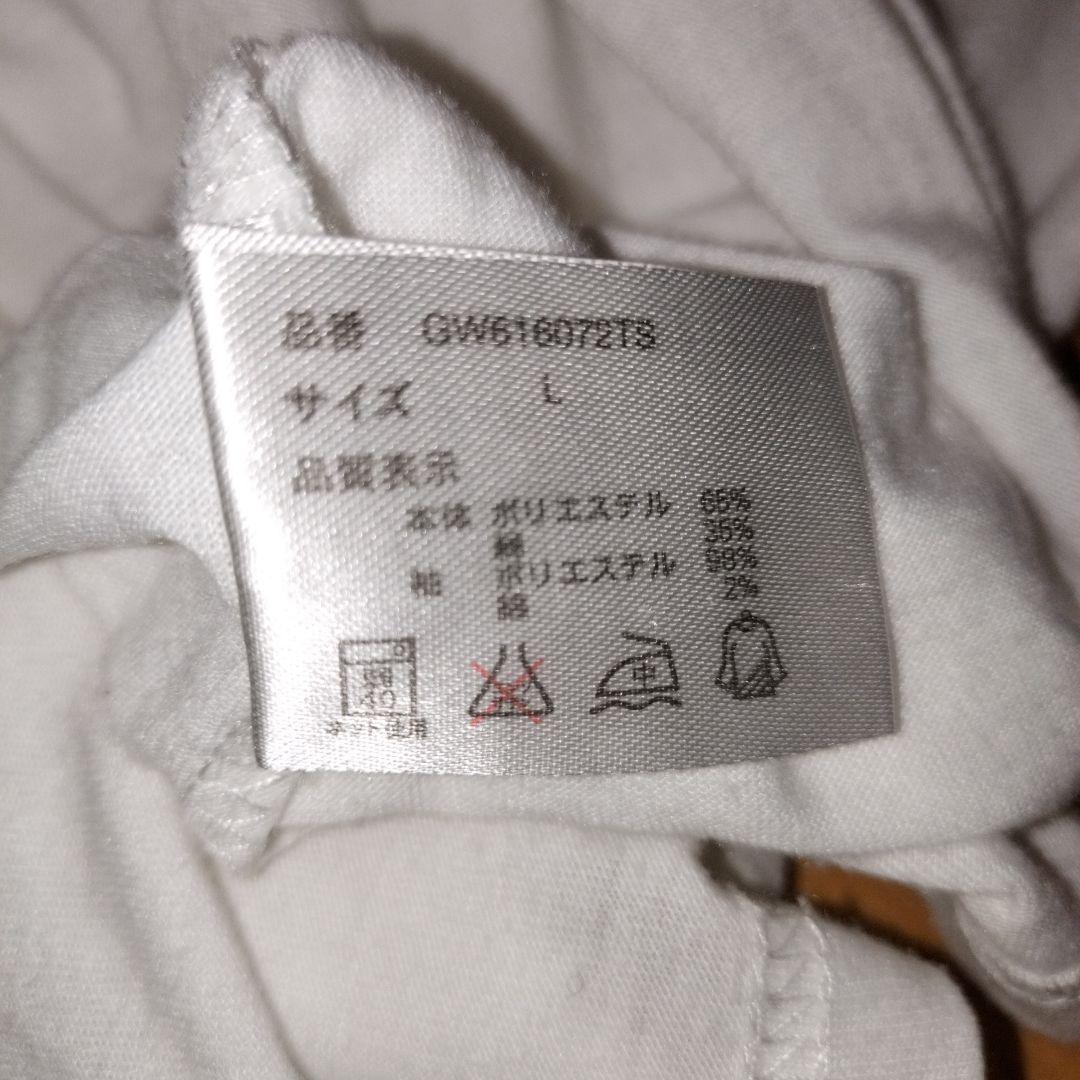 品番 GW616072TS
サイズ L
品質表示
本体 ポリエステル 65%
綿 35%
袖 ポリエステル 98%
綿 2%
弱 40 中
ネット使用